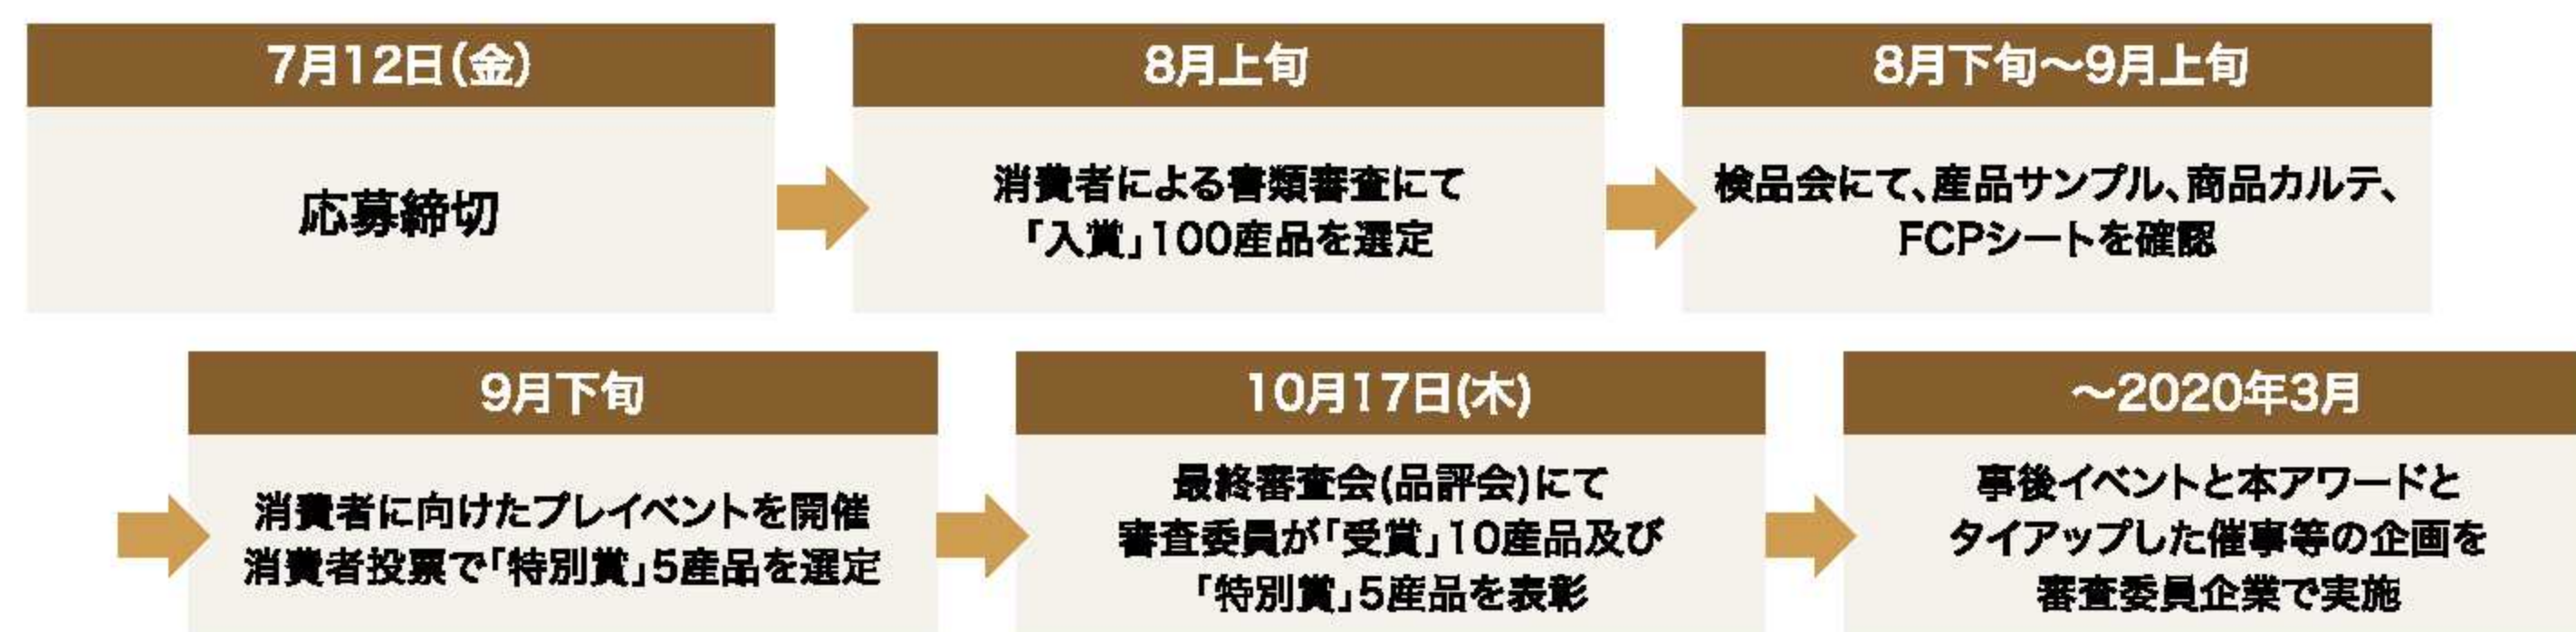 7月12日(金)
応募締切
8月上旬
消費者による書類審査にて
「入賞」100産品を選定
8月下旬～9月上旬
検品会にて、産品サンプル、商品カルテ、
FCPシートを確認
9月下旬
消費者に向けたプレイベントを開催
消費者投票で「特別賞」5産品を選定
10月17日(木)
最終審査会(品評会)にて
審査委員が「受賞」10産品及び
「特別賞」5産品を表彰
～2020年3月
事後イベントと本アワードと
タイアップした催事等の企画を
審査委員企業で実施